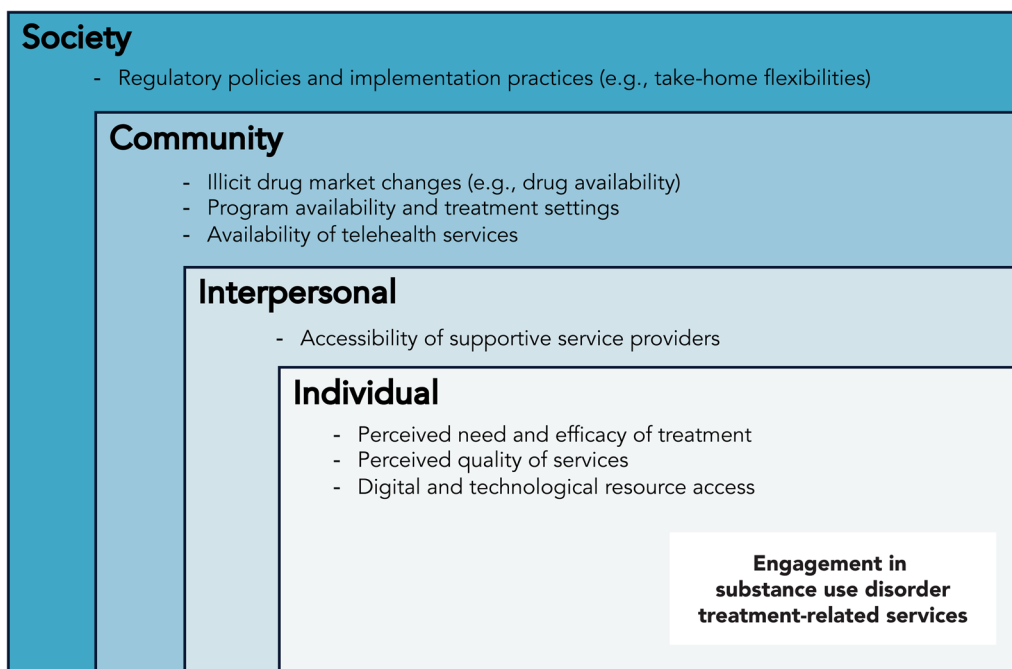 Society
- Regulatory policies and implementation practices (e.g., take-home flexibilities)
Community
- Illicit drug market changes (e.g., drug availability)
- Program availability and treatment settings
- Availability of telehealth services
Interpersonal
- Accessibility of supportive service providers
Individual
- Perceived need and efficacy of treatment
- Perceived quality of services
- Digital and technological resource access
Engagement in
substance use disorder
treatment-related services